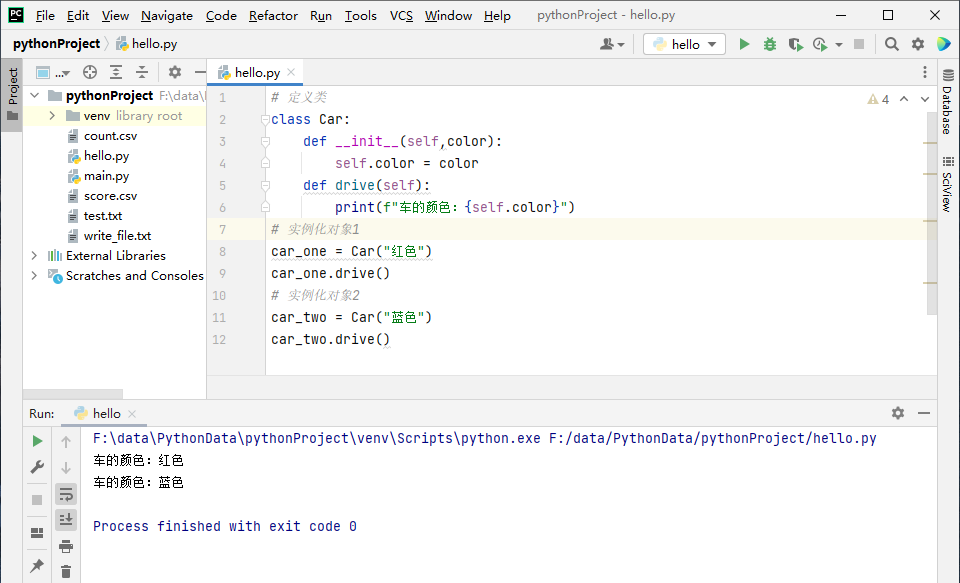 PC File Edit View Navigate Code Refactor Run Tools VCS Window Help pythonProject - hello.py
pythonProject hello.py hello
Project
... hello.py
pythonProject F:\data\
venv library root
count.csv
hello.py
main.py
score.csv
test.txt
write_file.txt
External Libraries
Scratches and Consoles
1 # 定义类
2 class Car:
3 def __init__(self,color):
4 self.color = color
5 def drive(self):
6 print(f"车的颜色：{self.color}")
7 # 实例化对象1
8 car_one = Car("红色")
9 car_one.drive()
10 # 实例化对象2
11 car_two = Car("蓝色")
12 car_two.drive()
4
Database
SciView
Run: hello
F:\data\PythonData\pythonProject\venv\Scripts\python.exe F:/data/PythonData/pythonProject/hello.py
车的颜色：红色
车的颜色：蓝色
Process finished with exit code 0